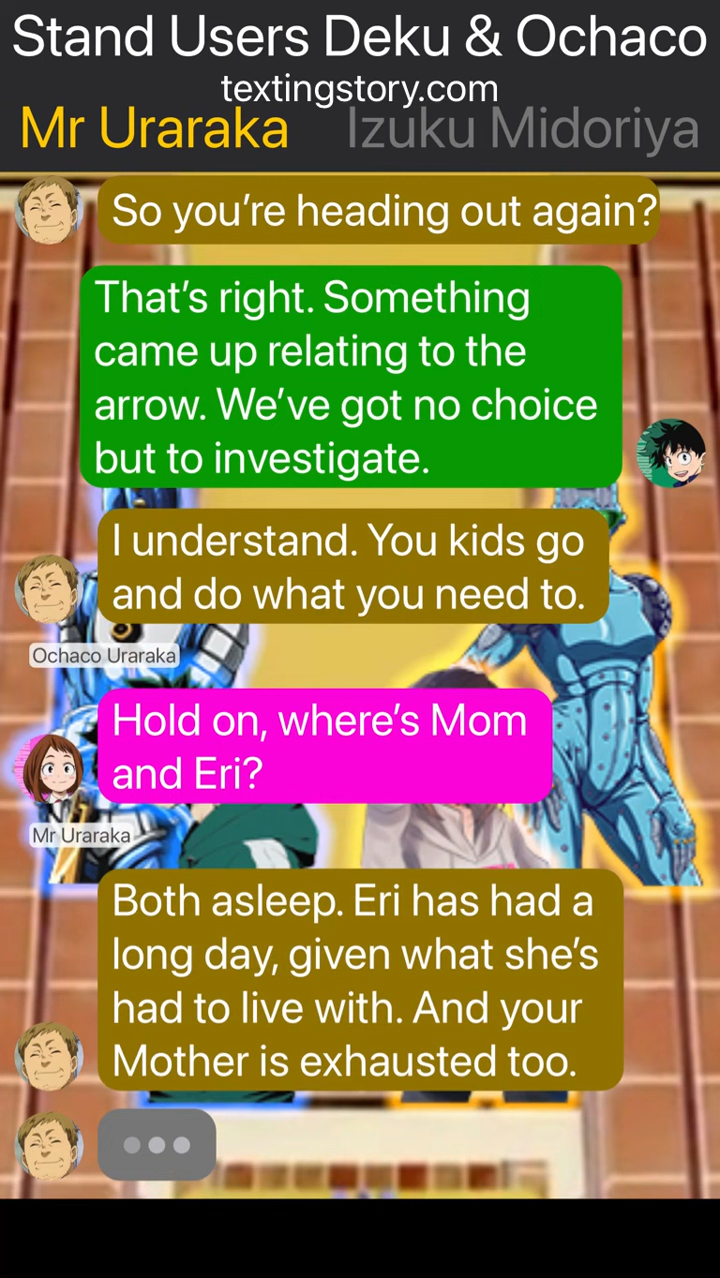 Stand Users Deku & Ochaco
textingstory.com
Mr Uraraka Izuku Midoriya
So you’re heading out again?
That’s right. Something
came up relating to the
arrow. We’ve got no choice
but to investigate.
I understand. You kids go
and do what you need to.
Ochaco Uraraka
Hold on, where’s Mom
and Eri?
Mr Uraraka
Both asleep. Eri has had a
long day, given what she’s
had to live with. And your
Mother is exhausted too.